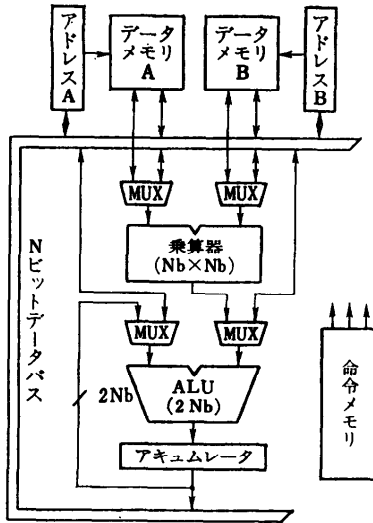 アドレスA
データメモリA
データメモリB
アドレスB
MUX
MUX
乗算器
(Nb×Nb)
Nビットデータバス
MUX
MUX
2Nb
ALU
(2Nb)
アキュムレータ
命令メモリ